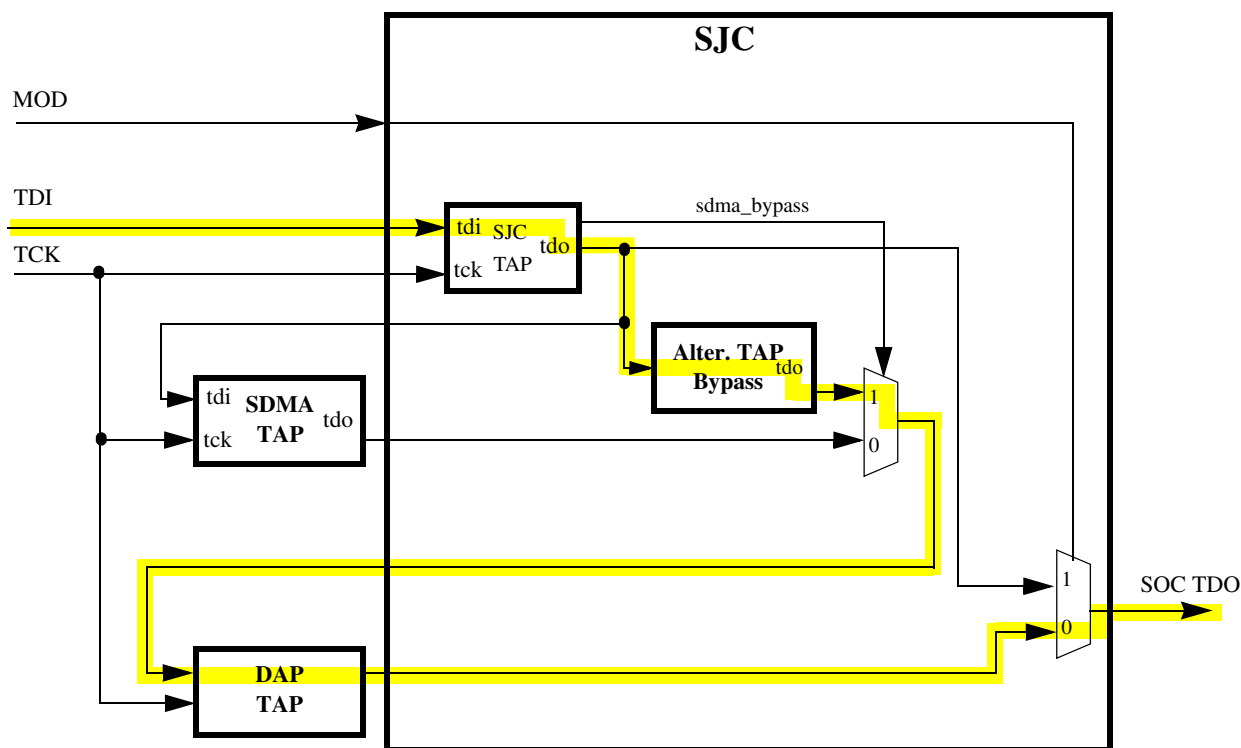 SJC
MOD
TDI
TCK
sdma_bypass
tdi
SJC
tdo
tck
TAP
Alter. TAP
tdo
Bypass
1
0
tdi
SDMA
tdo
tck
TAP
1
0
SOC TDO
DAP
TAP